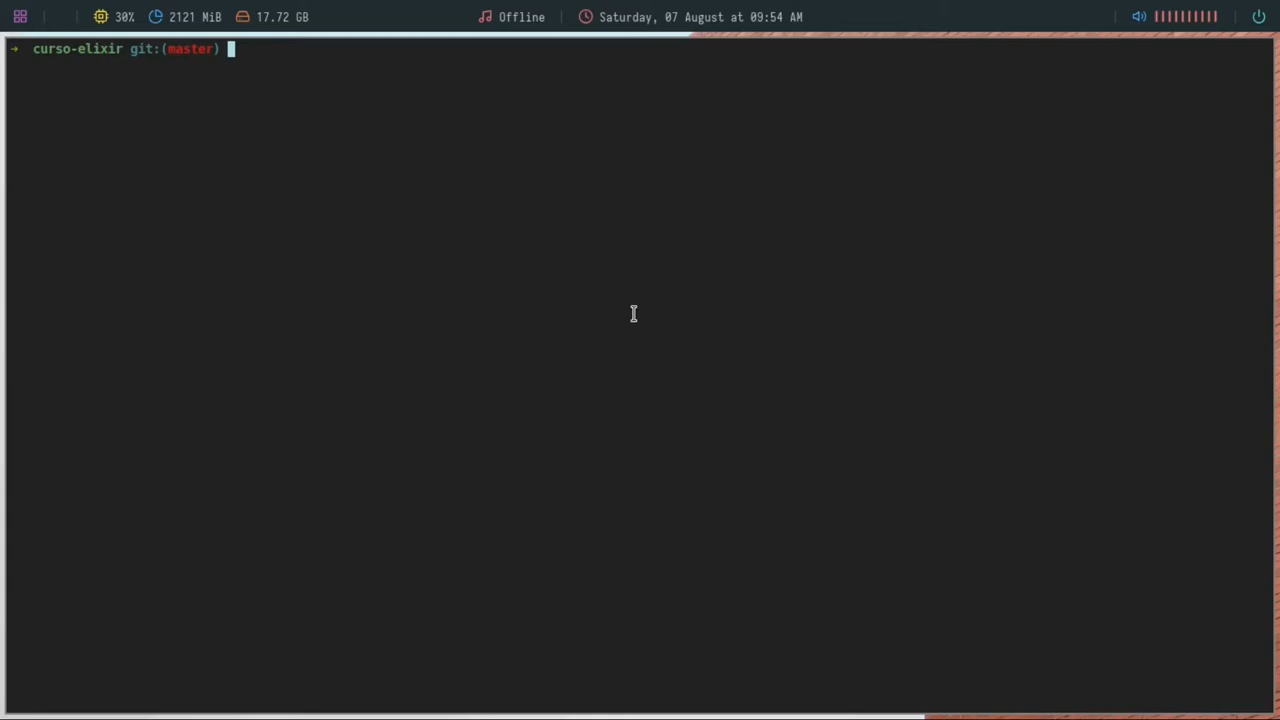 30% 2121 MiB 17.72 GB Offline Saturday, 07 August at 09:54 AM
→ curso-elixir git:(master)